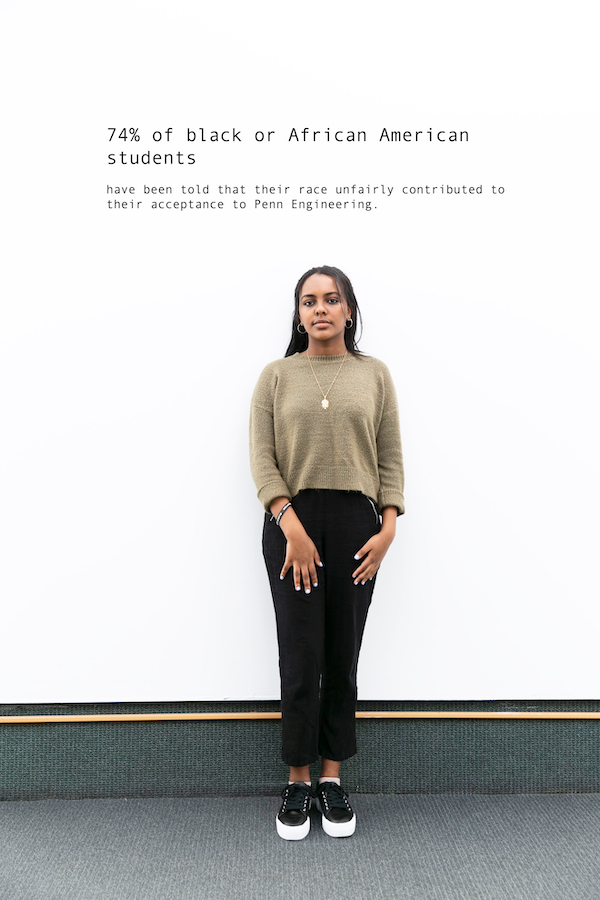 74% of black or African American
students
have been told that their race unfairly contributed to
their acceptance to Penn Engineering.